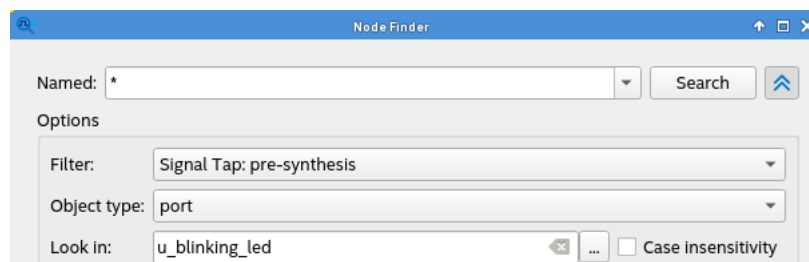 Node Finder
Named: * Search
Options
Filter: Signal Tap: pre-synthesis
Object type: port
Look in: u_blinking_led ... Case insensitivity